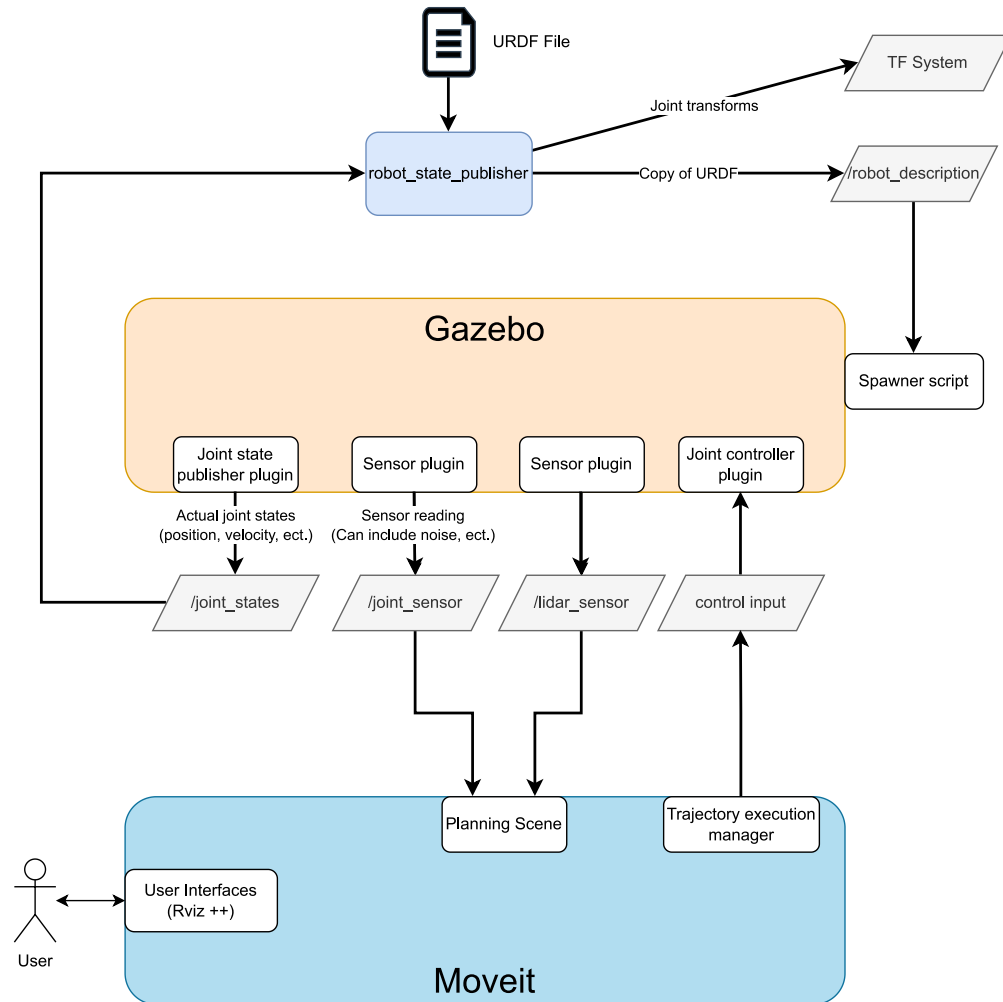 URDF File
TF System
Joint transforms
robot_state_publisher
Copy of URDF
/robot_description
Gazebo
Spawner script
Joint state
publisher plugin
Sensor plugin
Sensor plugin
Joint controller
plugin
Actual joint states
(position, velocity, ect.)
Sensor reading
(Can include noise, ect.)
/joint_states
/joint_sensor
/lidar_sensor
control input
Planning Scene
Trajectory execution
manager
User Interfaces
(Rviz ++)
User
Moveit